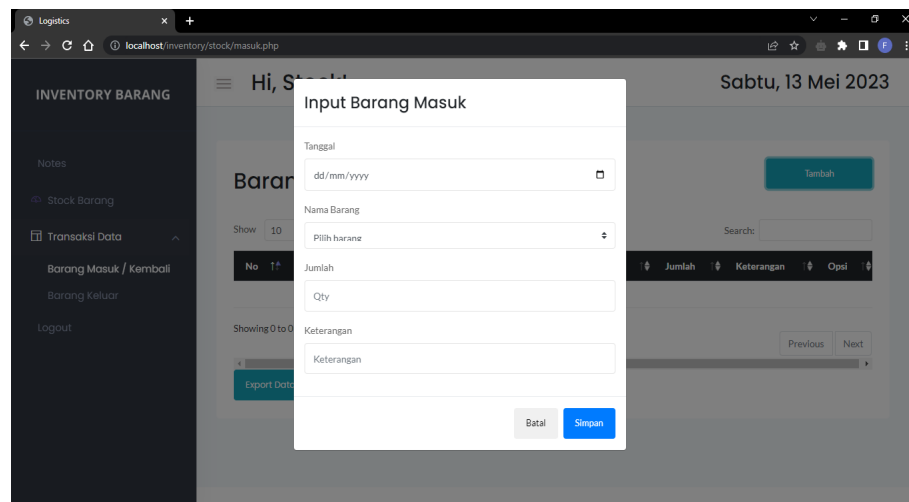 Logistics
localhost/inventory/stock/masuk.php
F
INVENTORY BARANG
Hi, S
Sabtu, 13 Mei 2023
Input Barang Masuk
Notes
Stock Barang
Transaksi Data
Barang Masuk / Kembali
Barang Keluar
Logout
Tambah
Baran
Show 10
Search:
No
Jumlah
Keterangan
Opsi
Showing 0 to 0
Previous
Next
Export Data
Tanggal
dd/mm/yyyy
Nama Barang
Pilih barang
Jumlah
Qty
Keterangan
Keterangan
Batal
Simpan